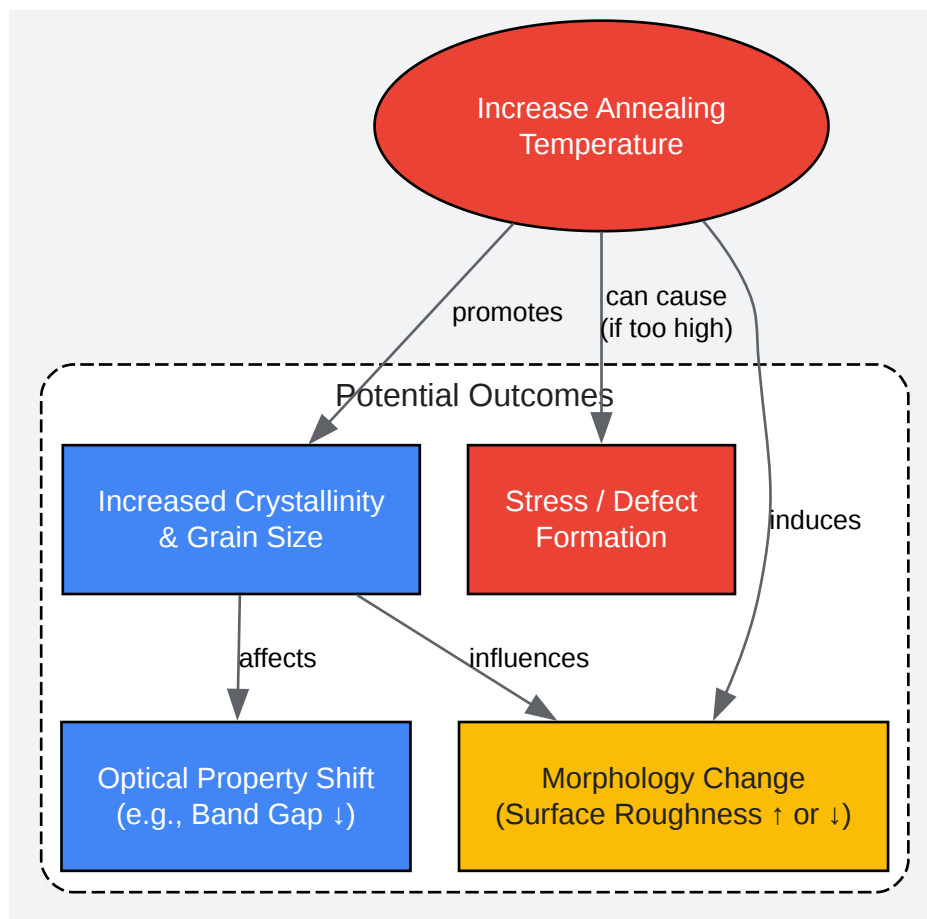 Increase Annealing
Temperature
promotes
can cause
(if too high)
Potential Outcomes
Increased Crystallinity
& Grain Size
Stress / Defect
Formation
induces
affects
influences
Optical Property Shift
(e.g., Band Gap ↓)
Morphology Change
(Surface Roughness ↑ or ↓)